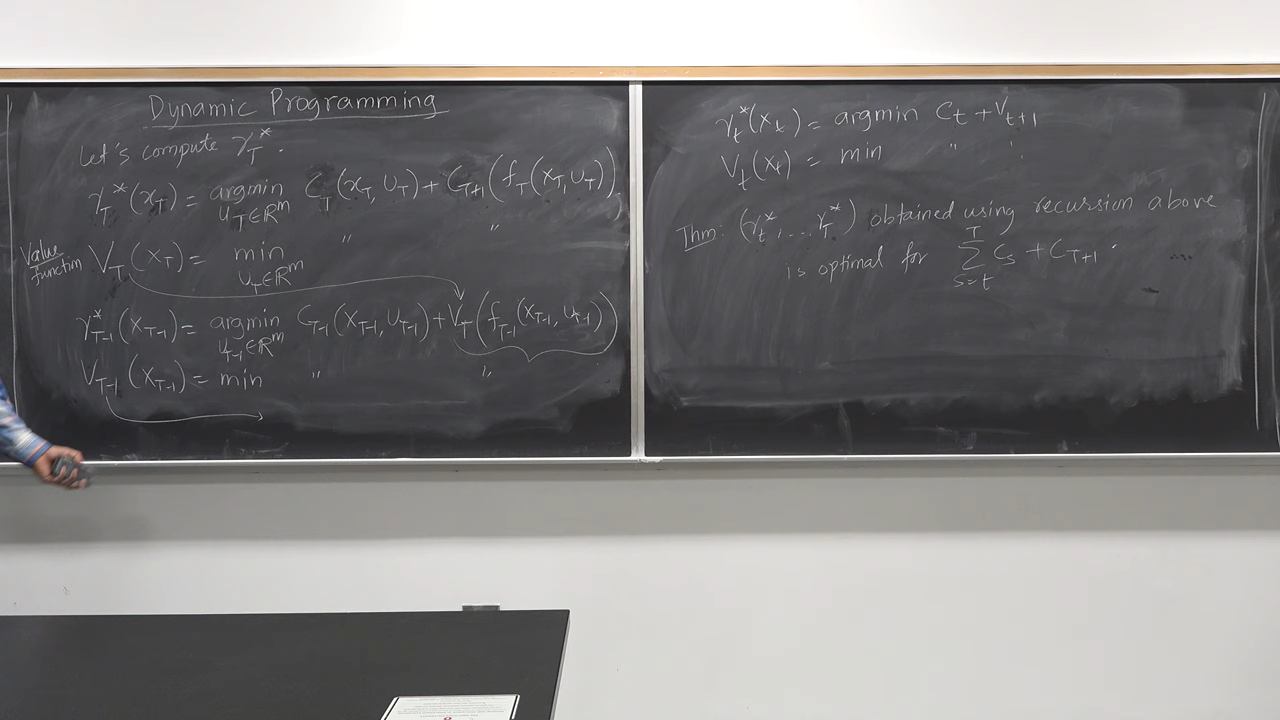 Dynamic Programming
Let's compute γ_T^*.
γ_T^*(x_T) = argmin_{u_T∈ℝ^m} C_T(x_T, u_T) + C_{T+1}(f_T(x_T, u_T))
Value function V_T(x_T) = min_{u_T∈ℝ^m} " "
γ_{T-1}^*(x_{T-1}) = argmin_{u_{T-1}∈ℝ^m} C_{T-1}(x_{T-1}, u_{T-1}) + V_T(f_{T-1}(x_{T-1}, u_{T-1}))
V_{T-1}(x_{T-1}) = min " "
γ_t^*(x_t) = argmin C_t + V_{t+1}
V_t(x_t) = min " "
Thm: (γ_t^*, ... γ_T^*) obtained using recursion above
is optimal for ∑_{s=t}^T C_s + C_{T+1}.